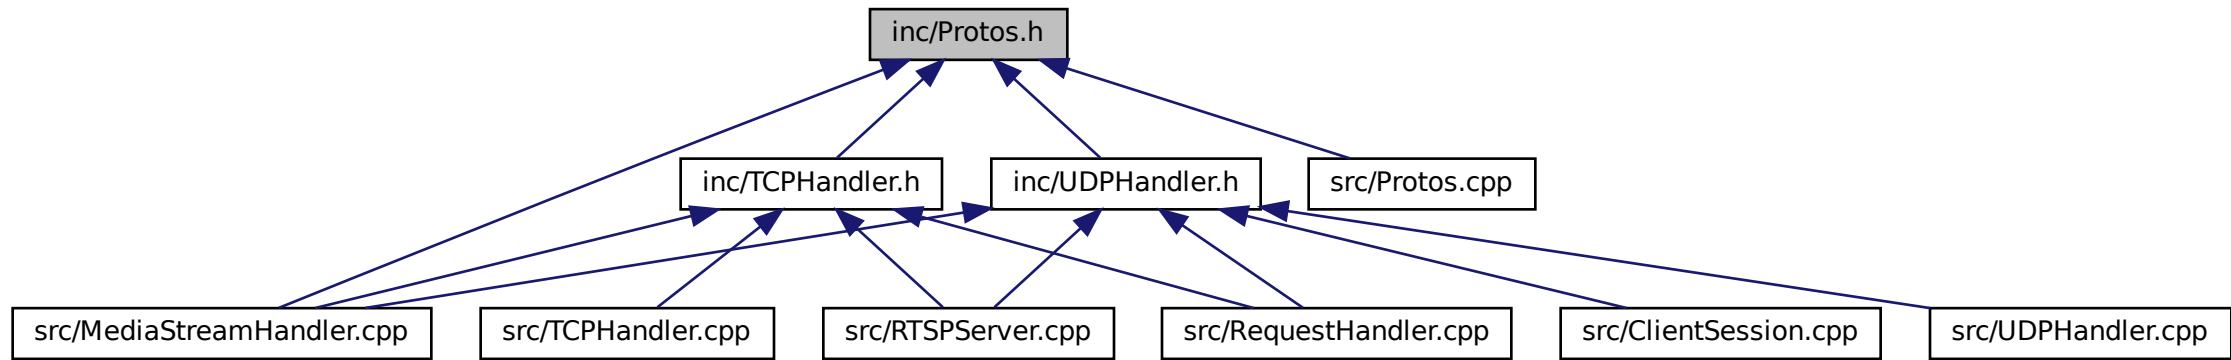 inc/Protos.h
inc/TCPHandler.h
inc/UDPHandler.h
src/Protos.cpp
src/MediaStreamHandler.cpp
src/TCPHandler.cpp
src/RTSPServer.cpp
src/RequestHandler.cpp
src/ClientSession.cpp
src/UDPHandler.cpp